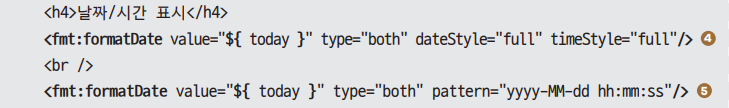 <h4>날짜/시간 표시</h4>
<fmt:formatDate value="${ today }" type="both" dateStyle="full" timeStyle="full"/> ❹
<br />
<fmt:formatDate value="${ today }" type="both" pattern="yyyy-MM-dd hh:mm:ss"/> ❺